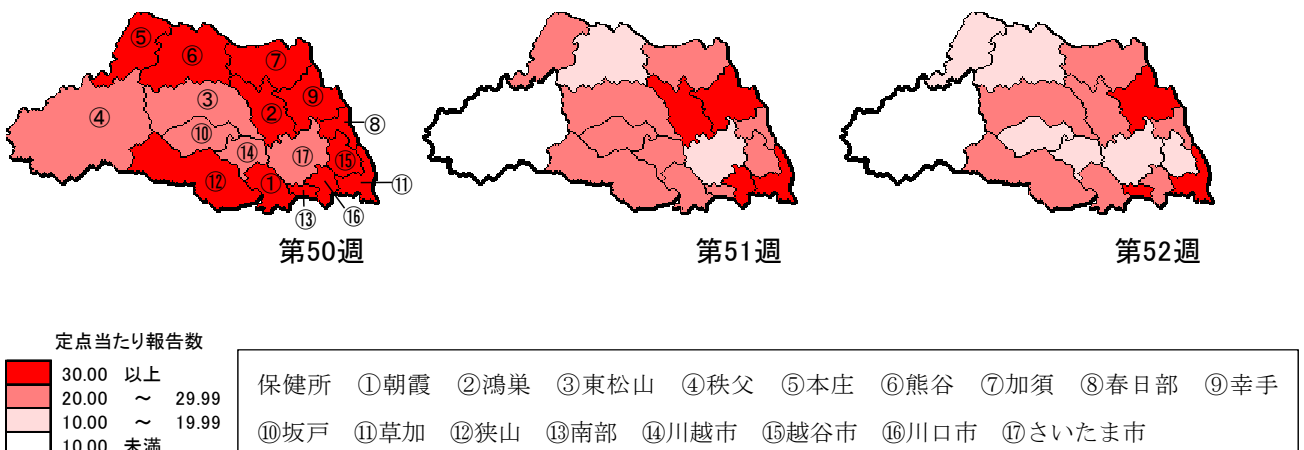 ⑤
⑥
⑦
④
③
②
⑨
⑧
⑩
⑭
⑰
⑮
⑫
①
⑪
⑬
⑯
第50週
第51週
第52週
定点当たり報告数
30.00 以上
20.00 ～ 29.99
10.00 ～ 19.99
10.00 未満
保健所 ①朝霞 ②鴻巣 ③東松山 ④秩父 ⑤本庄 ⑥熊谷 ⑦加須 ⑧春日部 ⑨幸手
⑩坂戸 ⑪草加 ⑫狭山 ⑬南部 ⑭川越市 ⑮越谷市 ⑯川口市 ⑰さいたま市